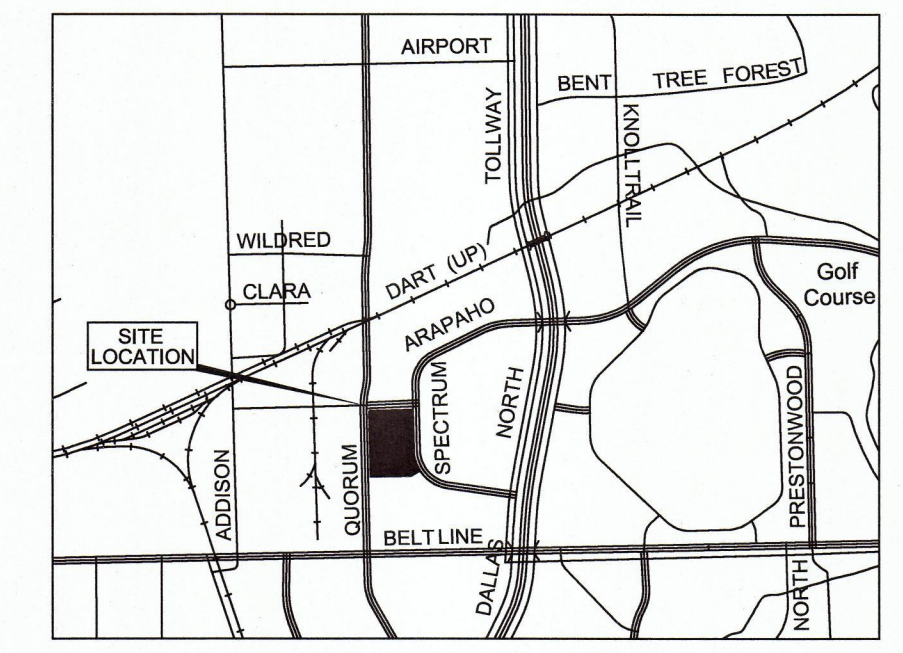 AIRPORT
BENT TREE FOREST
TOLLWAY
KNOLLTRAIL
WILDRED
DART (UP)
CLARA
Golf
Course
SITE
LOCATION
ARAPAHO
SPECTRUM
NORTH
PRESTONWOOD
ADDISON
QUORUM
BELT LINE
DALLAS
NORTH